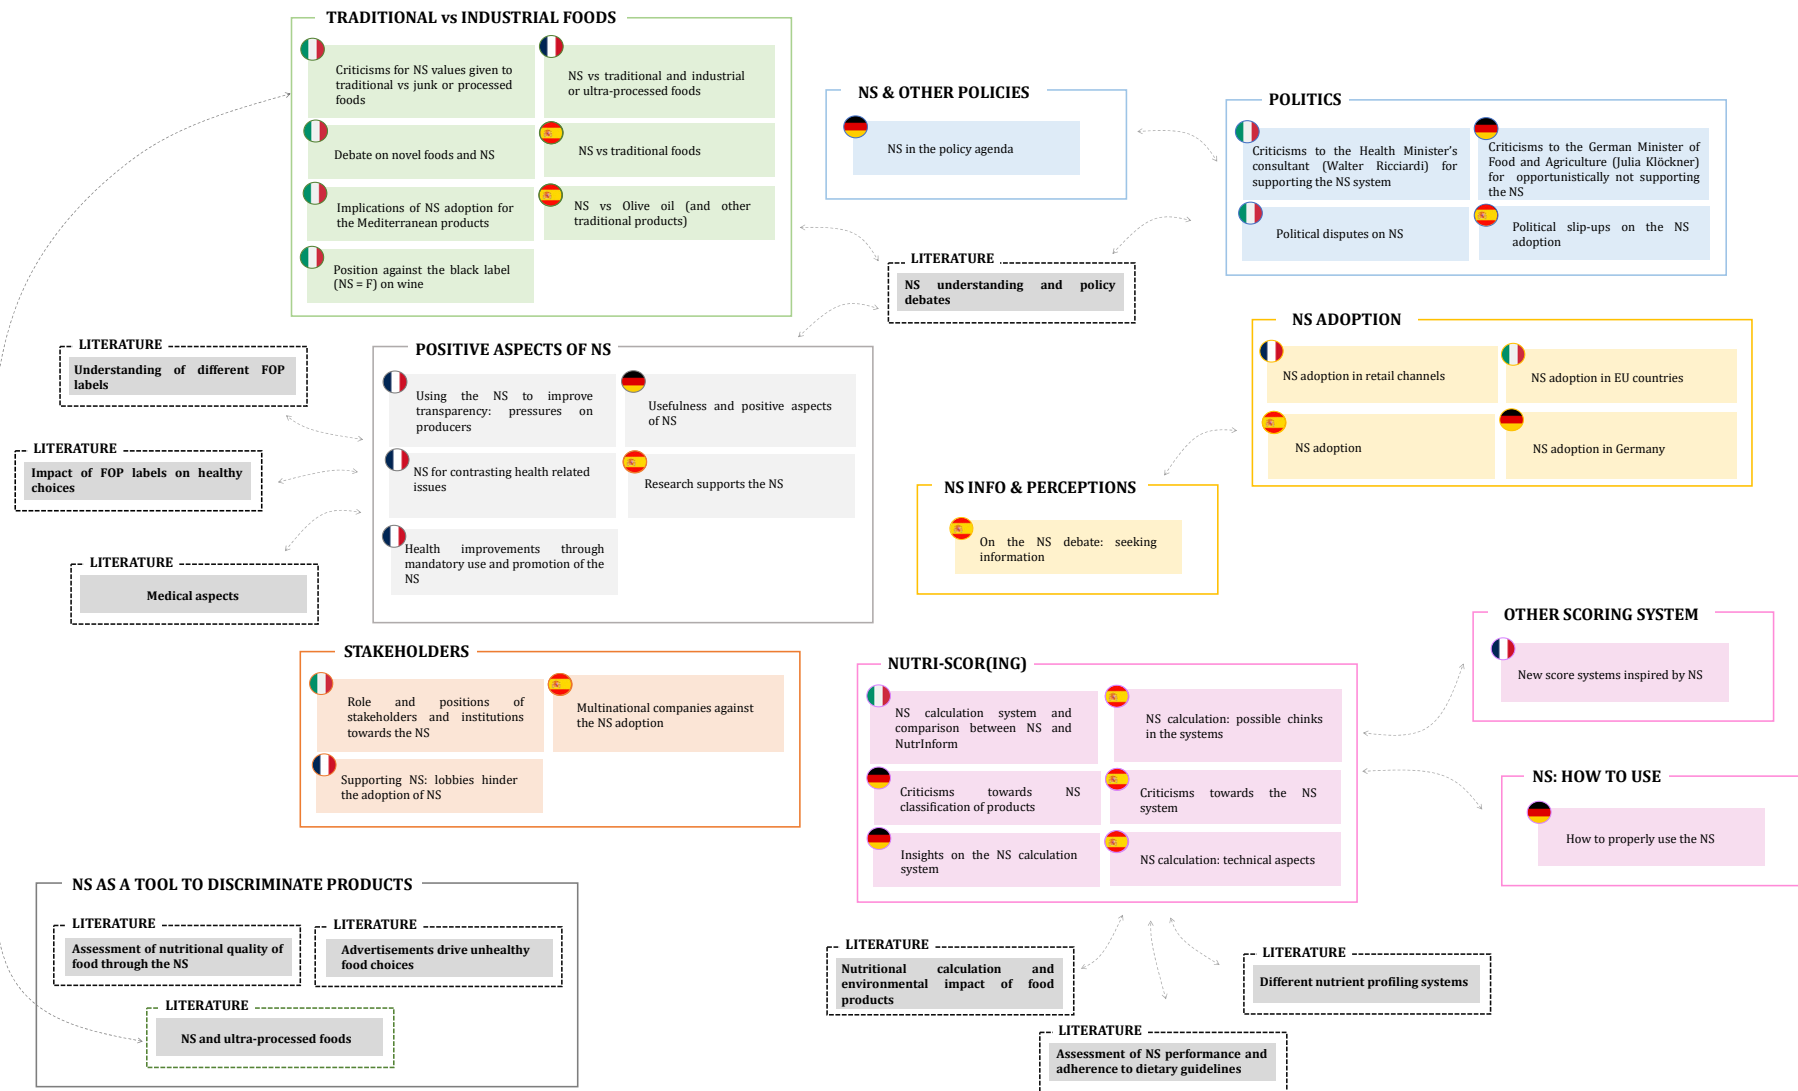 TRADITIONAL vs INDUSTRIAL FOODS
Criticisms for NS values given to
traditional vs junk or processed
foods
NS vs traditional and industrial
or ultra-processed foods
Debate on novel foods and NS
NS vs traditional foods
Implications of NS adoption for
the Mediterranean products
NS vs Olive oil (and other
traditional products)
Position against the black label
(NS = F) on wine
NS & OTHER POLICIES
NS in the policy agenda
POLITICS
Criticisms to the Health Minister's
consultant (Walter Ricciardi) for
supporting the NS system
Criticisms to the German Minister of
Food and Agriculture (Julia Klöckner)
for opportunistically not supporting
the NS
Political disputes on NS
Political slip-ups on the NS
adoption
LITERATURE
NS understanding and policy
debates
LITERATURE
Understanding of different FOP
labels
LITERATURE
Impact of FOP labels on healthy
choices
LITERATURE
Medical aspects
POSITIVE ASPECTS OF NS
Using the NS to improve
transparency: pressures on
producers
Usefulness and positive aspects
of NS
NS for contrasting health related
issues
Research supports the NS
Health improvements through
mandatory use and promotion of the
NS
NS ADOPTION
NS adoption in retail channels
NS adoption in EU countries
NS adoption
NS adoption in Germany
NS INFO & PERCEPTIONS
On the NS debate: seeking
information
STAKEHOLDERS
Role and positions of
stakeholders and institutions
towards the NS
Multinational companies against
the NS adoption
Supporting NS: lobbies hinder
the adoption of NS
NUTRI-SCOR(ING)
NS calculation system and
comparison between NS and
NutrInform
NS calculation: possible chinks
in the systems
Criticisms towards NS
classification of products
Criticisms towards the NS
system
Insights on the NS calculation
system
NS calculation: technical aspects
OTHER SCORING SYSTEM
New score systems inspired by NS
NS: HOW TO USE
How to properly use the NS
NS AS A TOOL TO DISCRIMINATE PRODUCTS
LITERATURE
Assessment of nutritional quality of
food through the NS
LITERATURE
Advertisements drive unhealthy
food choices
LITERATURE
NS and ultra-processed foods
LITERATURE
Nutritional calculation and
environmental impact of food
products
LITERATURE
Different nutrient profiling systems
LITERATURE
Assessment of NS performance and
adherence to dietary guidelines